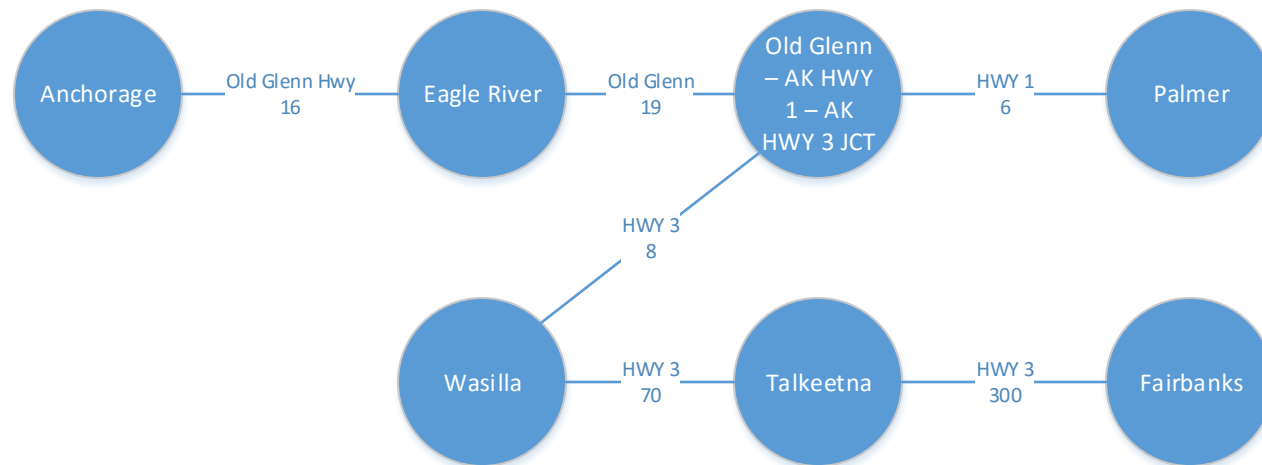 Anchorage
Old Glenn Hwy
16
Eagle River
Old Glenn
19
Old Glenn
– AK HWY
1 – AK
HWY 3 JCT
HWY 1
6
Palmer
HWY 3
8
Wasilla
HWY 3
70
Talkeetna
HWY 3
300
Fairbanks